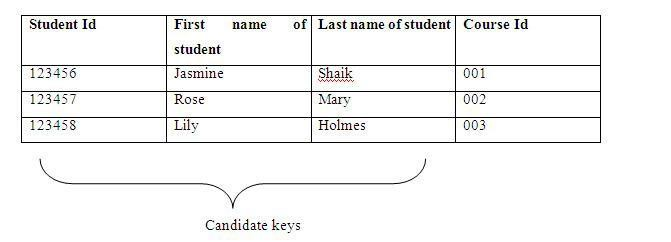 Student Id First name of student Last name of student Course Id
123456 Jasmine Shaik 001
123457 Rose Mary 002
123458 Lily Holmes 003
Candidate keys